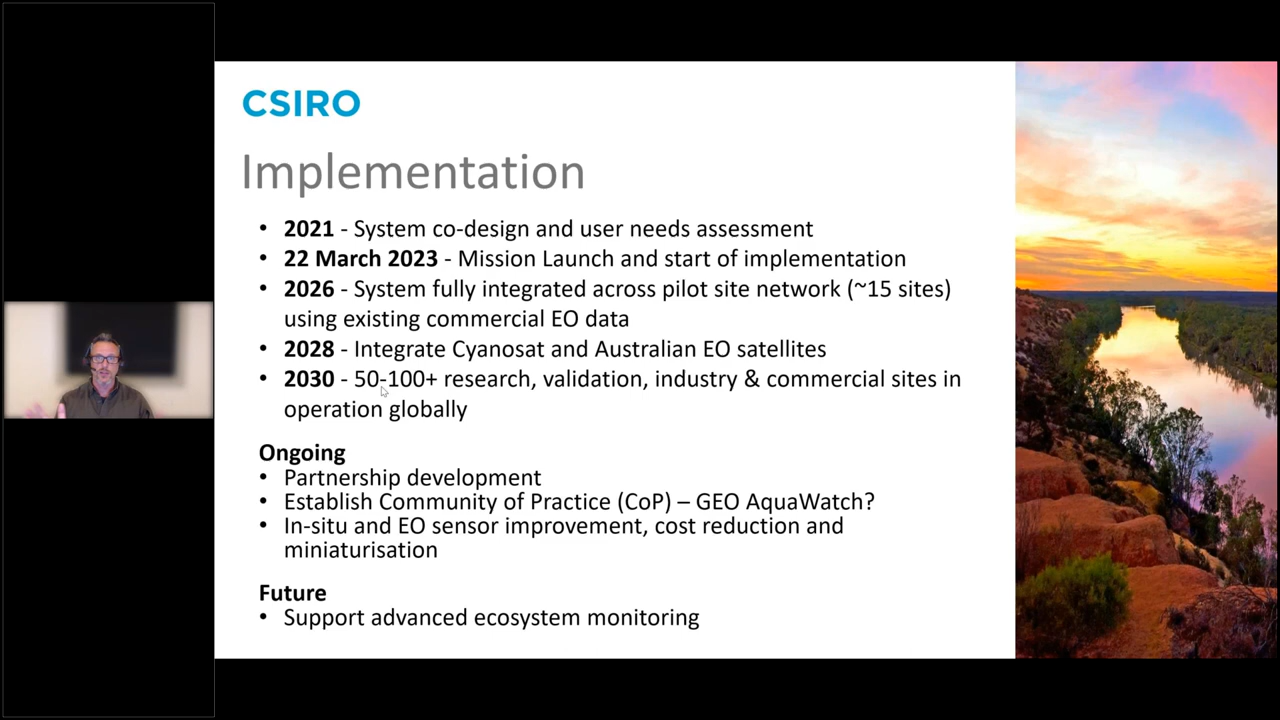 CSIRO
Implementation
• 2021 - System co-design and user needs assessment
• 22 March 2023 - Mission Launch and start of implementation
• 2026 - System fully integrated across pilot site network (~15 sites)
using existing commercial EO data
• 2028 - Integrate Cyanosat and Australian EO satellites
• 2030 - 50-100+ research, validation, industry & commercial sites in
operation globally
Ongoing
• Partnership development
• Establish Community of Practice (CoP) – GEO AquaWatch?
• In-situ and EO sensor improvement, cost reduction and
miniaturisation
Future
• Support advanced ecosystem monitoring